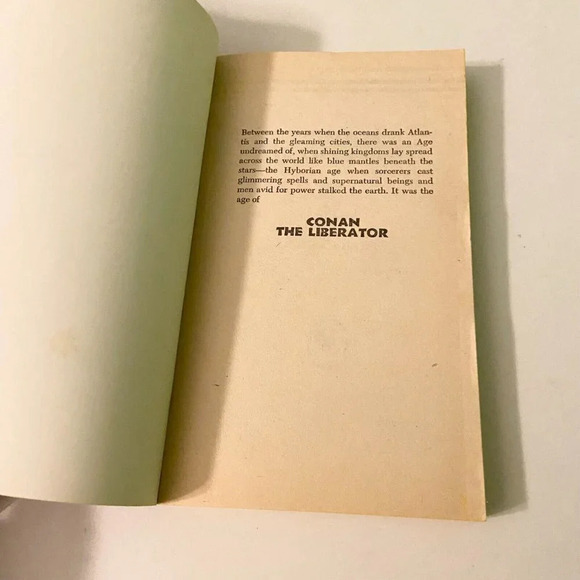 Between the years when the oceans drank Atlan-
tis and the gleaming cities, there was an Age
undreamed of, when shining kingdoms lay spread
across the world like blue mantles beneath the
stars—the Hyborian age when sorcerers cast
glimmering spells and supernatural beings and
men avid for power stalked the earth. It was the
age of
CONAN
THE LIBERATOR